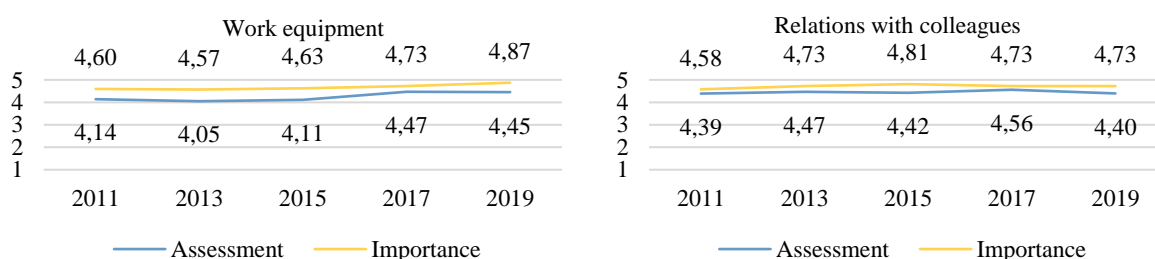 Work equipment
4,60 4,57 4,63 4,73 4,87
5
4
3
2
1
4,14 4,05 4,11 4,47 4,45
2011 2013 2015 2017 2019
Assessment Importance
Relations with colleagues
4,58 4,73 4,81 4,73 4,73
5
4
3
2
1
4,39 4,47 4,42 4,56 4,40
2011 2013 2015 2017 2019
Assessment Importance